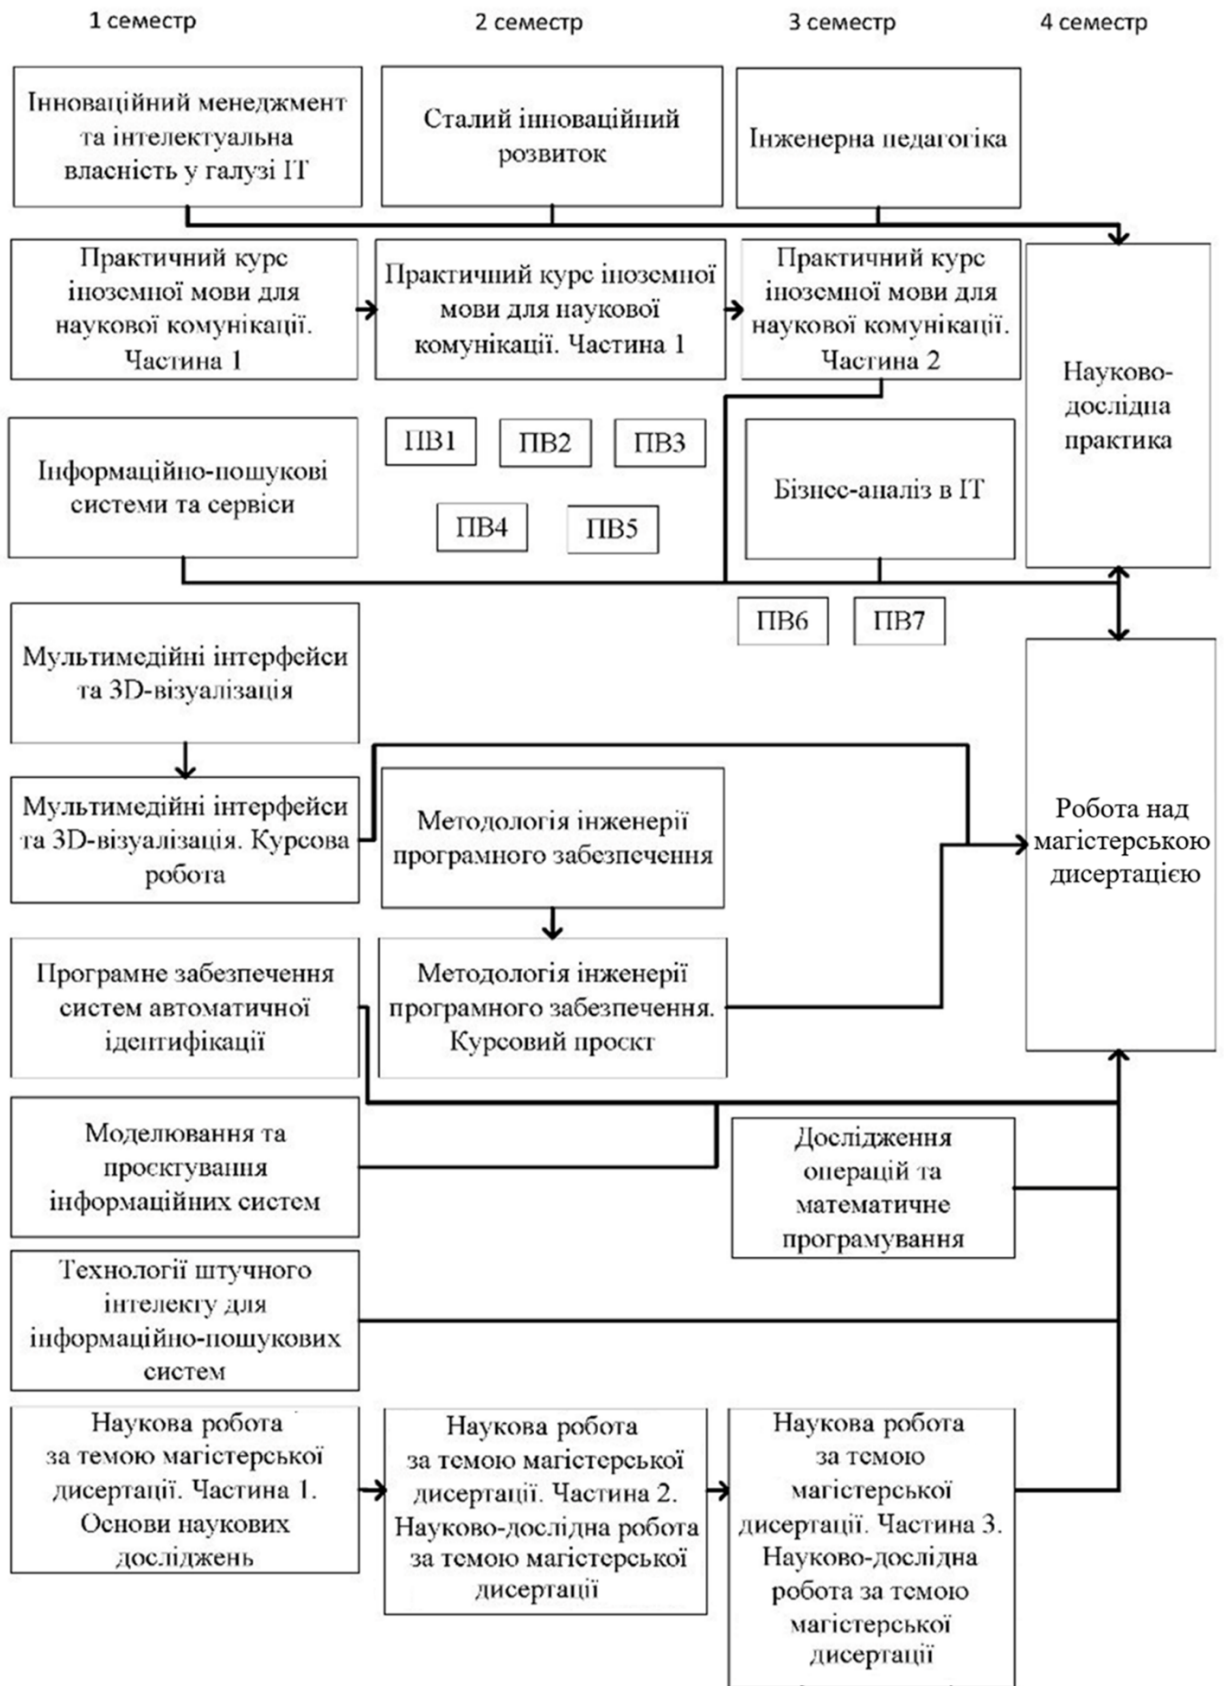 1 семестр
2 семестр
3 семестр
4 семестр
Інноваційний менеджмент
та інтелектуальна
власність у галузі ІТ
Сталий інноваційний
розвиток
Інженерна педагогіка
Практичний курс
іноземної мови для
наукової комунікації.
Частина 1
Практичний курс іноземної
мови для наукової
комунікації. Частина 1
Практичний курс
іноземної мови для
наукової комунікації.
Частина 2
Науково-
дослідна
практика
Інформаційно-пошукові
системи та сервіси
ПВ1
ПВ2
ПВ3
ПВ4
ПВ5
Бізнес-аналіз в ІТ
ПВ6
ПВ7
Мультимедійні інтерфейси
та 3D-візуалізація
Мультимедійні інтерфейси
та 3D-візуалізація. Курсова
робота
Методологія інженерії
програмного забезпечення
Робота над
магістерською
дисертацією
Програмне забезпечення
систем автоматичної
ідентифікації
Методологія інженерії
програмного забезпечення.
Курсовий проєкт
Моделювання та
проєктування
інформаційних систем
Дослідження
операцій та
математичне
програмування
Технології штучного
інтелекту для
інформаційно-пошукових
систем
Наукова робота
за темою магістерської
дисертації. Частина 1.
Основи наукових
досліджень
Наукова робота
за темою магістерської
дисертації. Частина 2.
Науково-дослідна робота
за темою магістерської
дисертації
Наукова робота
за темою
магістерської
дисертації. Частина 3.
Науково-дослідна
робота за темою
магістерської
дисертації